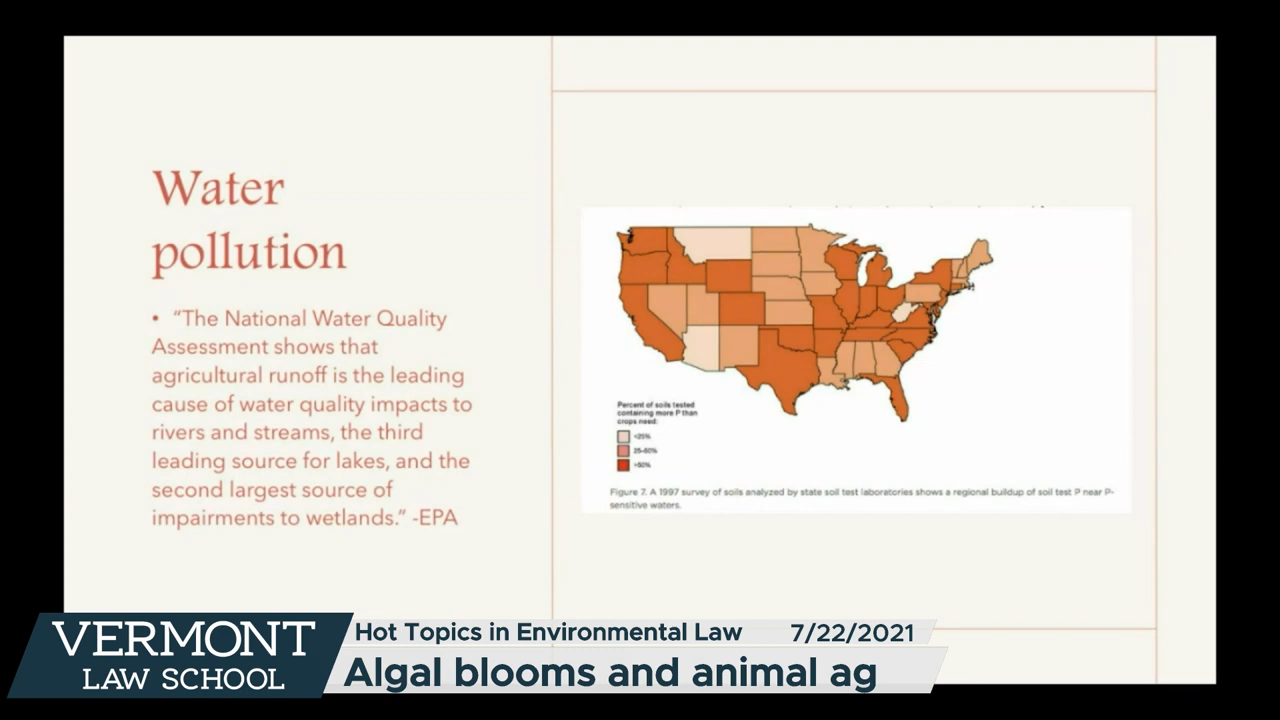 Water
pollution
• “The National Water Quality
Assessment shows that
agricultural runoff is the leading
cause of water quality impacts to
rivers and streams, the third
leading source for lakes, and the
second largest source of
impairments to wetlands.” -EPA
Percent of soils tested
containing more P than
crops need:
<25%
25-50%
>50%
Figure 7. A 1997 survey of soils analyzed by state soil test laboratories shows a regional buildup of soil test P near P-
sensitive waters.
VERMONT
LAW SCHOOL
Hot Topics in Environmental Law 7/22/2021
Algal blooms and animal ag